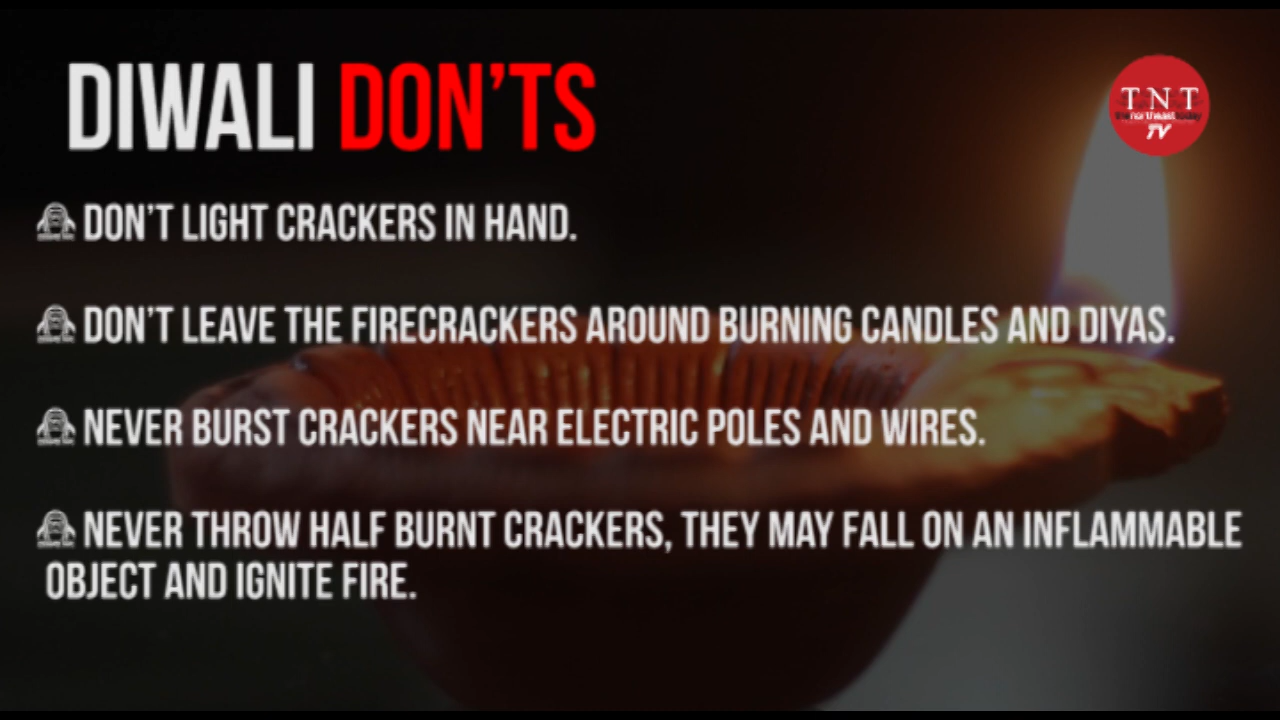 DIWALI DON'TS
TNT
thenortheasttoday
TV
DON'T LIGHT CRACKERS IN HAND.
DON'T LEAVE THE FIRECRACKERS AROUND BURNING CANDLES AND DIYAS.
NEVER BURST CRACKERS NEAR ELECTRIC POLES AND WIRES.
NEVER THROW HALF BURNT CRACKERS, THEY MAY FALL ON AN INFLAMMABLE
OBJECT AND IGNITE FIRE.